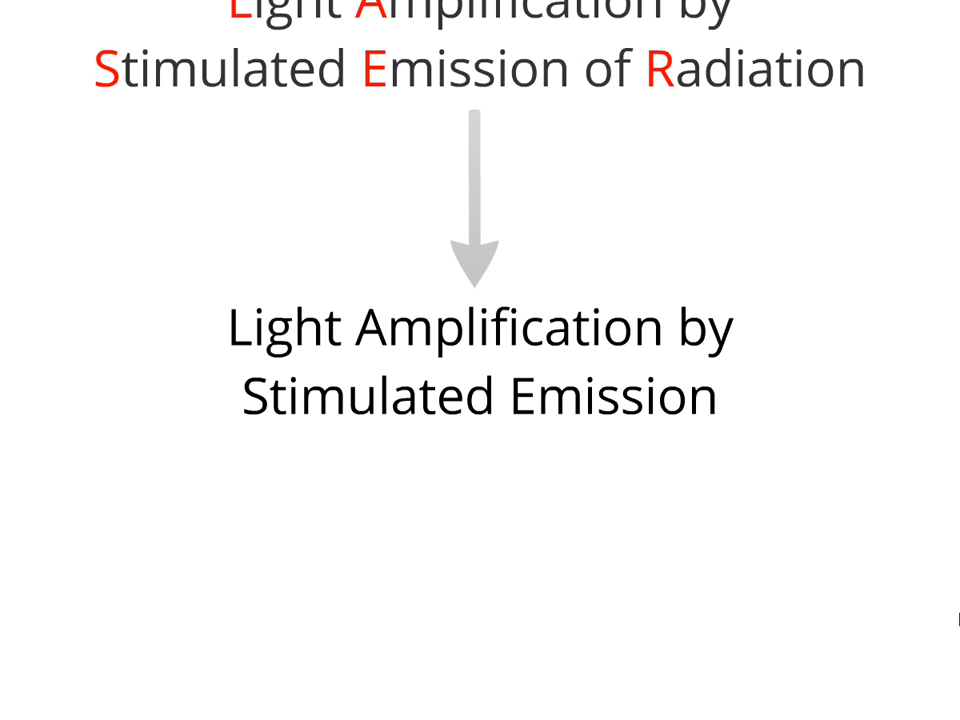 Light Amplification by
Stimulated Emission of Radiation
Light Amplification by
Stimulated Emission